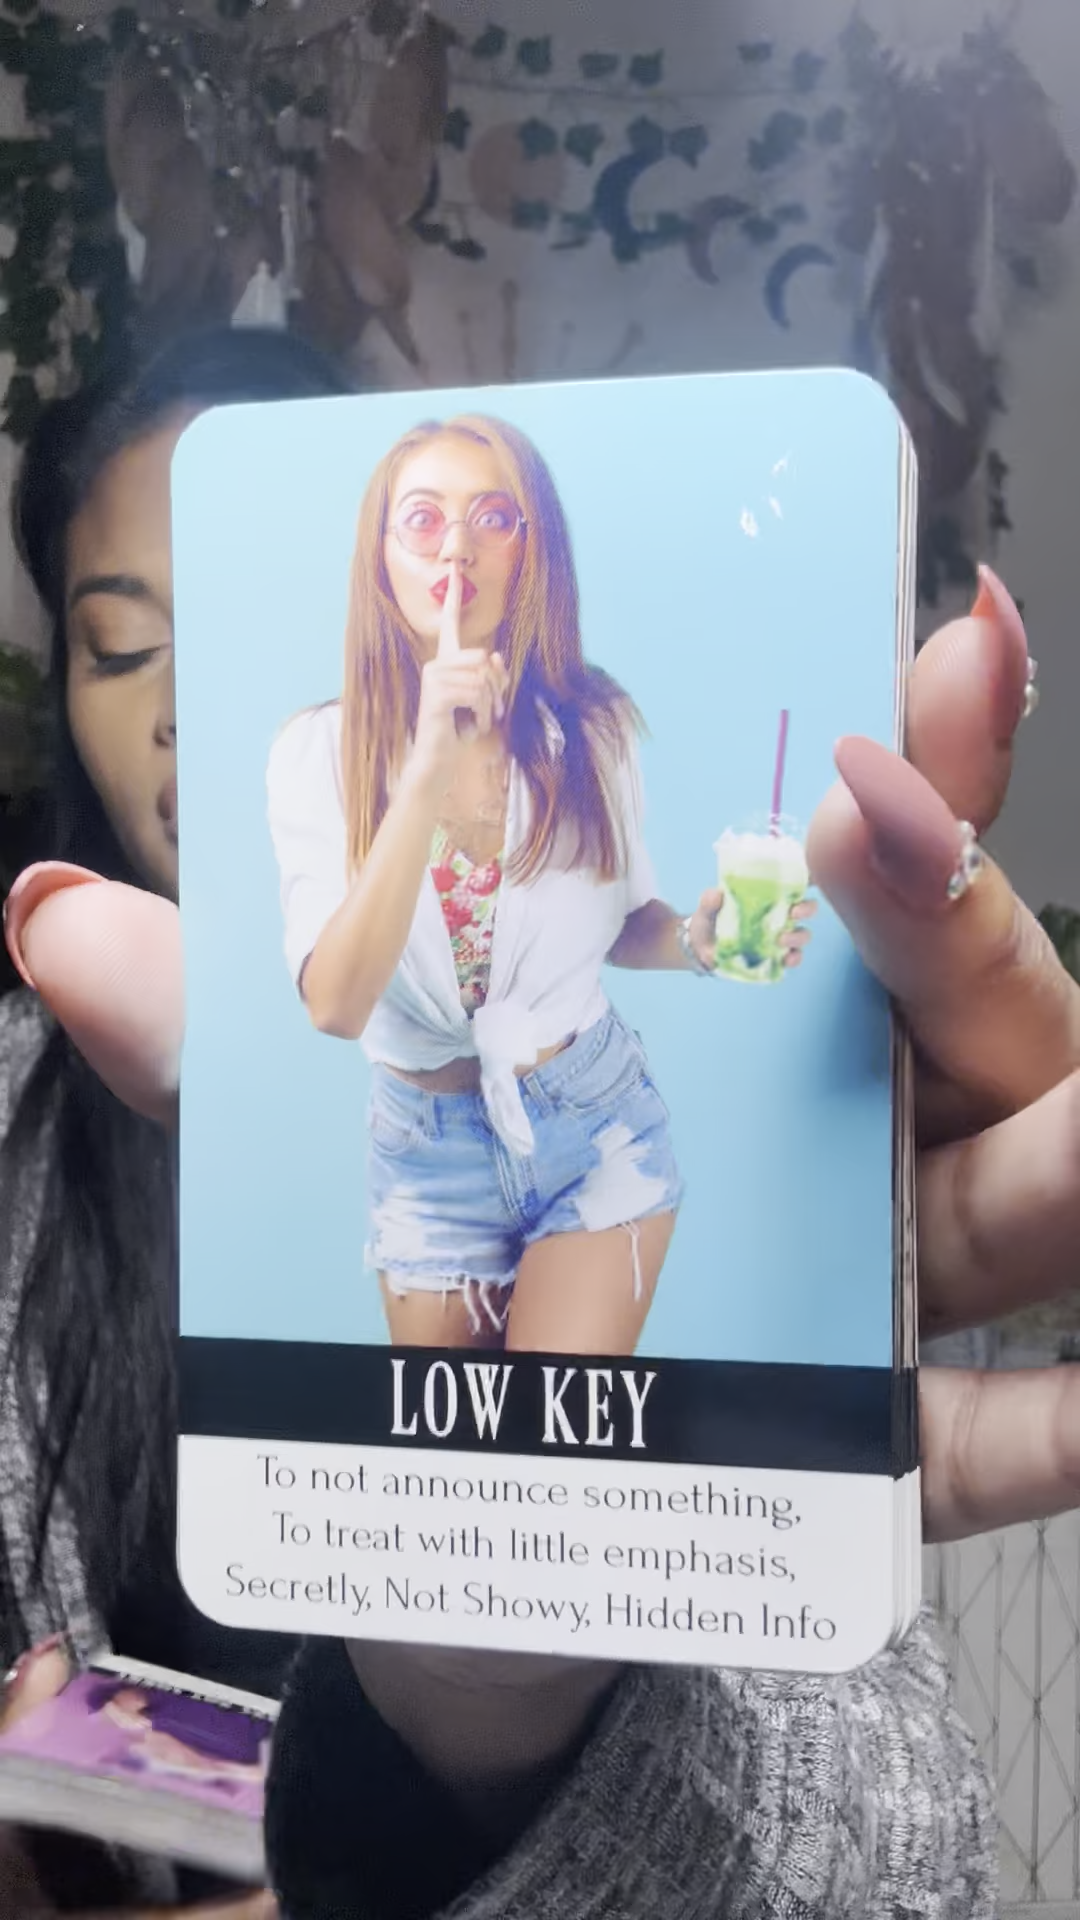 LOW KEY
To not announce something,
To treat with little emphasis,
Secretly, Not Showy, Hidden Info